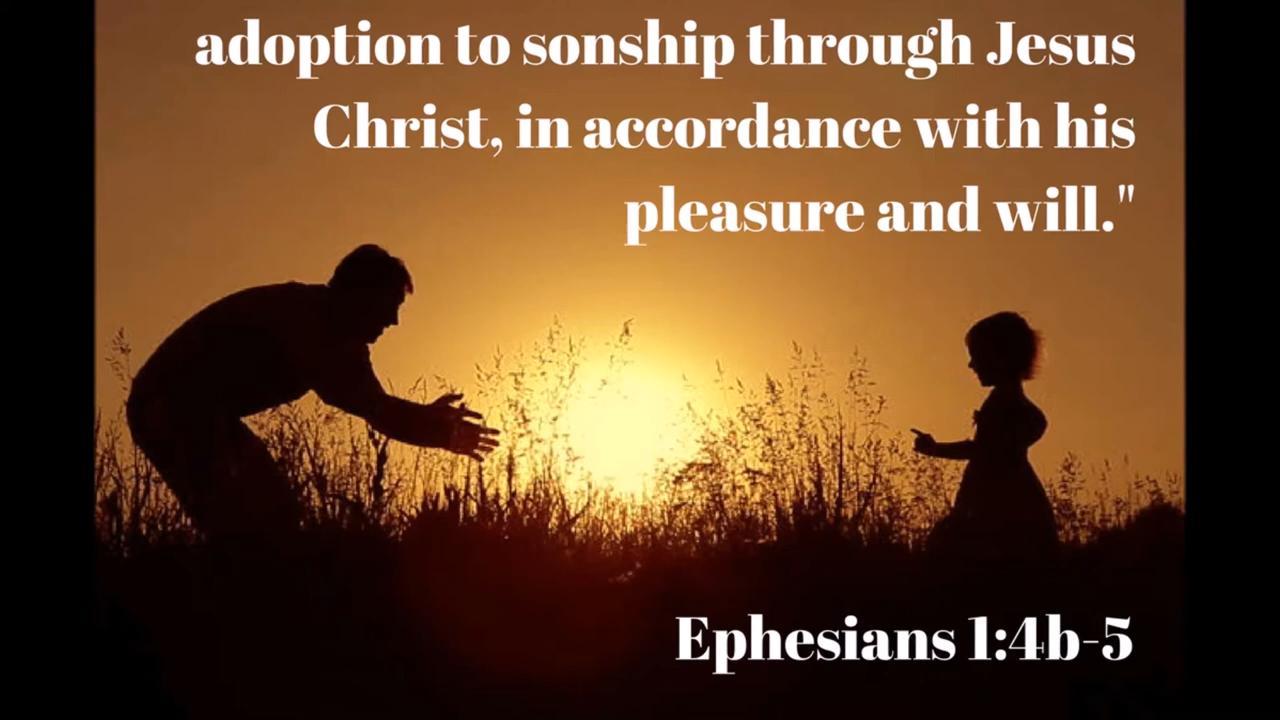 adoption to sonship through Jesus
Christ, in accordance with his
pleasure and will."
Ephesians 1:4b-5